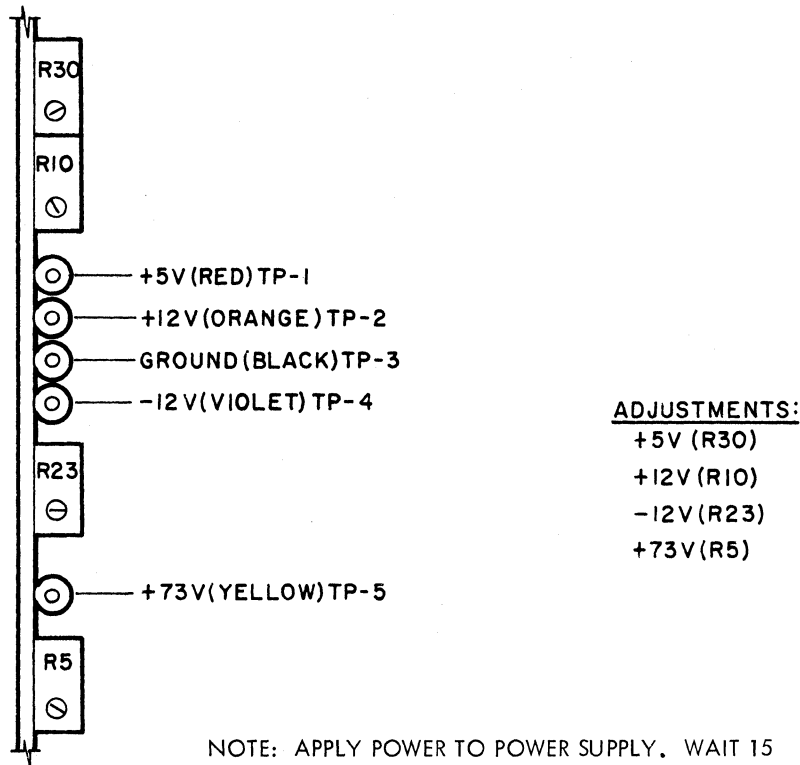 R30
R10
+5V(RED)TP-1
+12V(ORANGE)TP-2
GROUND(BLACK)TP-3
-12V(VIOLET)TP-4
R23
+73V(YELLOW)TP-5
R5
ADJUSTMENTS:
+5V (R30)
+12V (R10)
-12V (R23)
+73V (R5)
NOTE: APPLY POWER TO POWER SUPPLY. WAIT 15